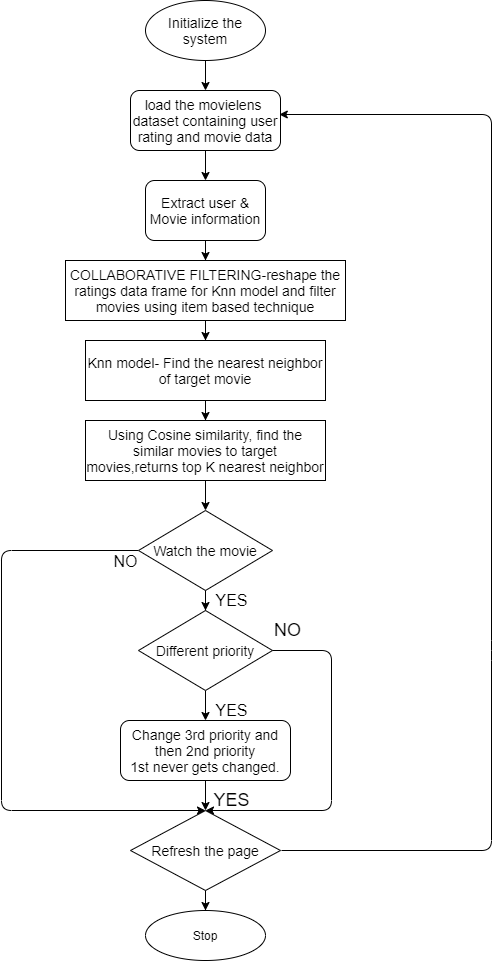 Initialize the
system
load the movielens
dataset containing user
rating and movie data
Extract user &
Movie information
COLLABORATIVE FILTERING-reshape the
ratings data frame for Knn model and filter
movies using item based technique
Knn model- Find the nearest neighbor
of target movie
Using Cosine similarity, find the
similar movies to target
movies,returns top K nearest neighbor
Watch the movie
NO
YES
Different priority
NO
YES
Change 3rd priority and
then 2nd priority
1st never gets changed.
YES
Refresh the page
Stop